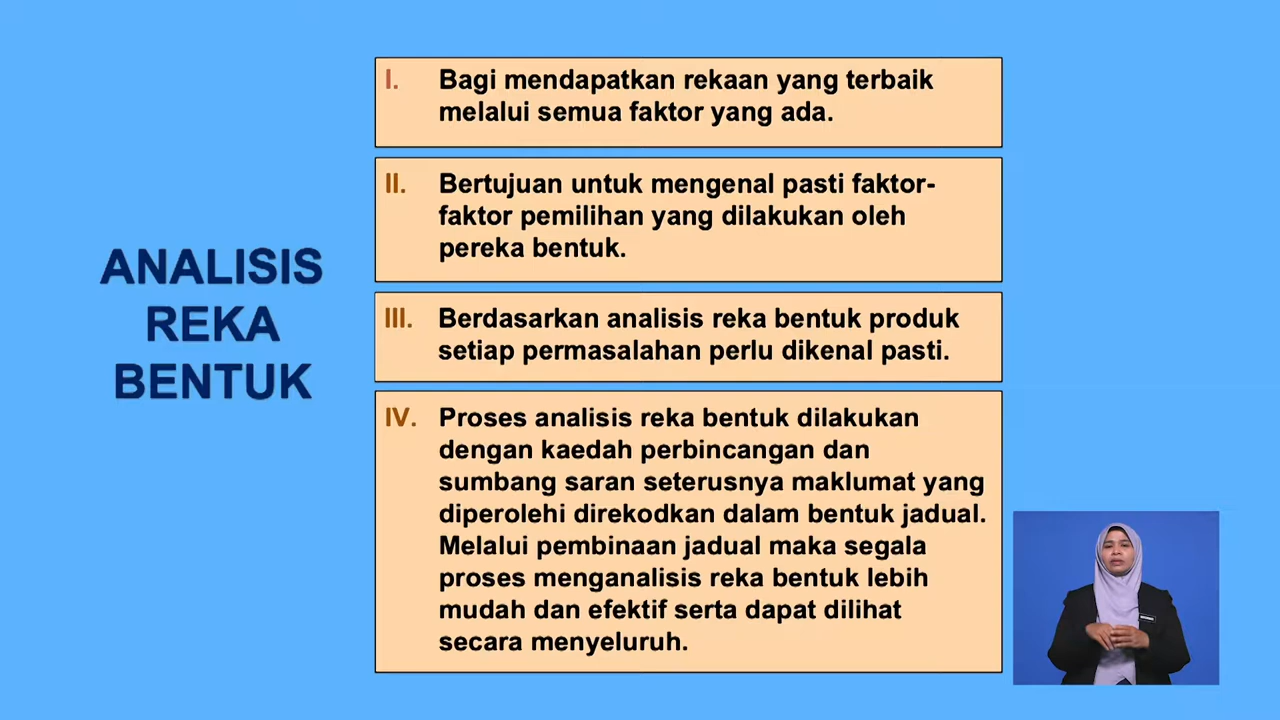 ANALISIS
REKA
BENTUK
I. Bagi mendapatkan rekaan yang terbaik
melalui semua faktor yang ada.
II. Bertujuan untuk mengenal pasti faktor-
faktor pemilihan yang dilakukan oleh
pereka bentuk.
III. Berdasarkan analisis reka bentuk produk
setiap permasalahan perlu dikenal pasti.
IV. Proses analisis reka bentuk dilakukan
dengan kaedah perbincangan dan
sumbang saran seterusnya maklumat yang
diperolehi direkodkan dalam bentuk jadual.
Melalui pembinaan jadual maka segala
proses menganalisis reka bentuk lebih
mudah dan efektif serta dapat dilihat
secara menyeluruh.